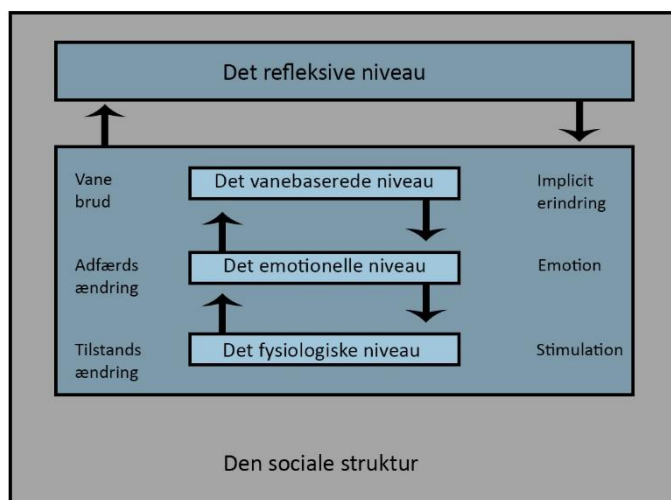 Det refleksive niveau
Vane
brud
Det vanebaserede niveau
Implicit
erindring
Adfærds
ændring
Det emotionelle niveau
Emotion
Tilstands
ændring
Det fysiologiske niveau
Stimulation
Den sociale struktur